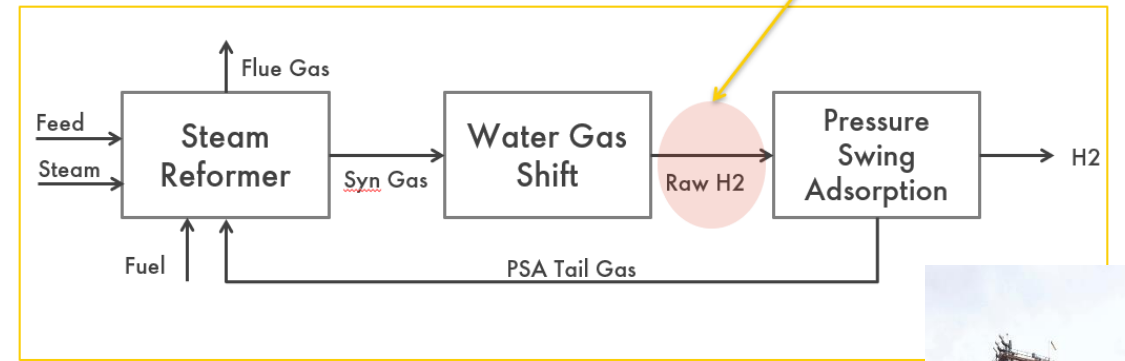 Flue Gas
Feed
Steam
Steam
Reformer
Fuel
Syn Gas
Water Gas
Shift
Raw H2
Pressure
Swing
Adsorption
H2
PSA Tail Gas